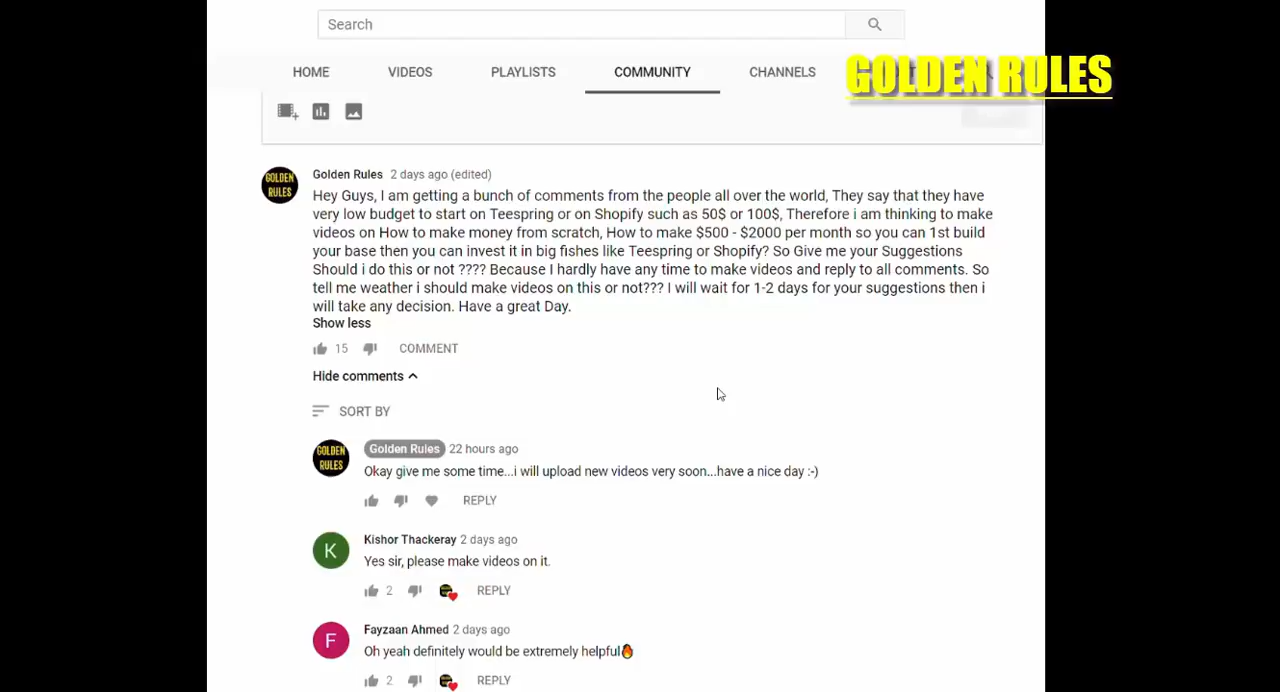 Search
HOME VIDEOS PLAYLISTS COMMUNITY CHANNELS
GOLDEN RULES
GOLDEN RULES
Golden Rules 2 days ago (edited)
Hey Guys, I am getting a bunch of comments from the people all over the world, They say that they have
very low budget to start on Teespring or on Shopify such as 50$ or 100$, Therefore i am thinking to make
videos on How to make money from scratch, How to make $500 - $2000 per month so you can 1st build
your base then you can invest it in big fishes like Teespring or Shopify? So Give me your Suggestions
Should i do this or not ???? Because I hardly have any time to make videos and reply to all comments. So
tell me weather i should make videos on this or not??? I will wait for 1-2 days for your suggestions then i
will take any decision. Have a great Day.
Show less
15 COMMENT
Hide comments
SORT BY
GOLDEN RULES
Golden Rules 22 hours ago
Okay give me some time...i will upload new videos very soon...have a nice day :-)
REPLY
K
Kishor Thackeray 2 days ago
Yes sir, please make videos on it.
2 REPLY
F
Fayzaan Ahmed 2 days ago
Oh yeah definitely would be extremely helpful🔥
2 REPLY